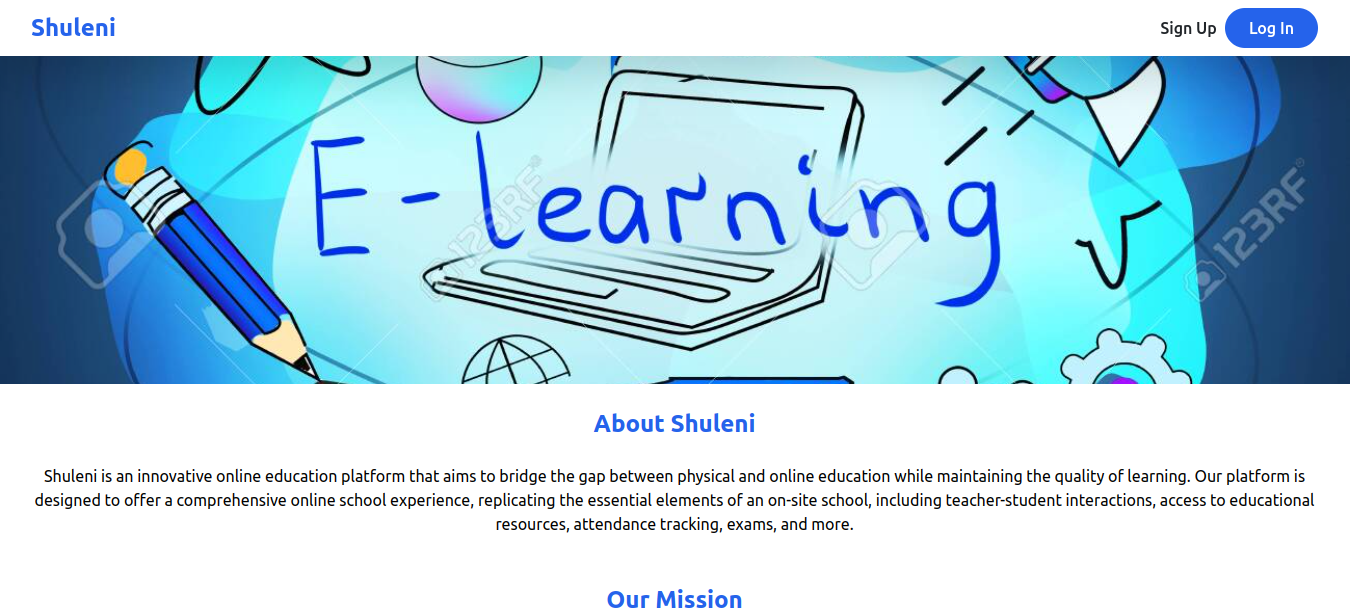 Shuleni
Sign Up
Log In
E-Learning
123RF
123RF
About Shuleni
Shuleni is an innovative online education platform that aims to bridge the gap between physical and online education while maintaining the quality of learning. Our platform is
designed to offer a comprehensive online school experience, replicating the essential elements of an on-site school, including teacher-student interactions, access to educational
resources, attendance tracking, exams, and more.
Our Mission